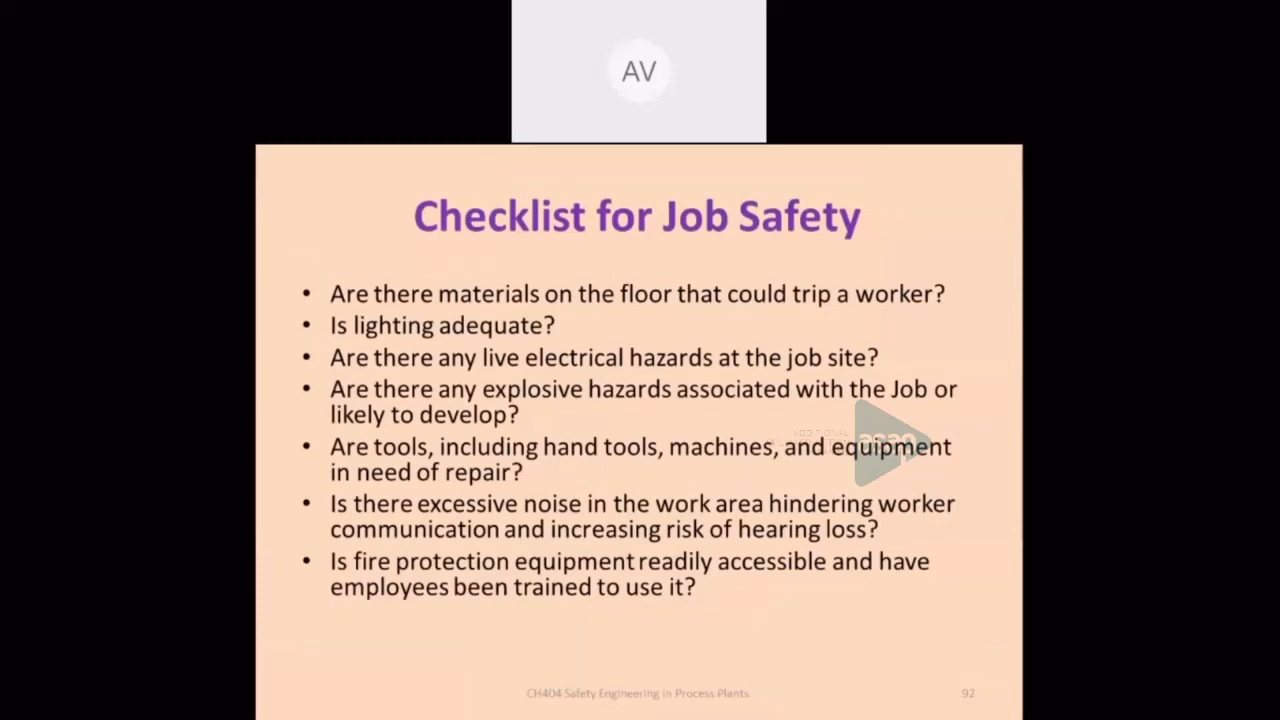 AV
Checklist for Job Safety
• Are there materials on the floor that could trip a worker?
• Is lighting adequate?
• Are there any live electrical hazards at the job site?
• Are there any explosive hazards associated with the Job or
likely to develop?
• Are tools, including hand tools, machines, and equipment
in need of repair?
• Is there excessive noise in the work area hindering worker
communication and increasing risk of hearing loss?
• Is fire protection equipment readily accessible and have
employees been trained to use it?
ADDITIONAL
asap
CH404 Safety Engineering in Process Plants
92